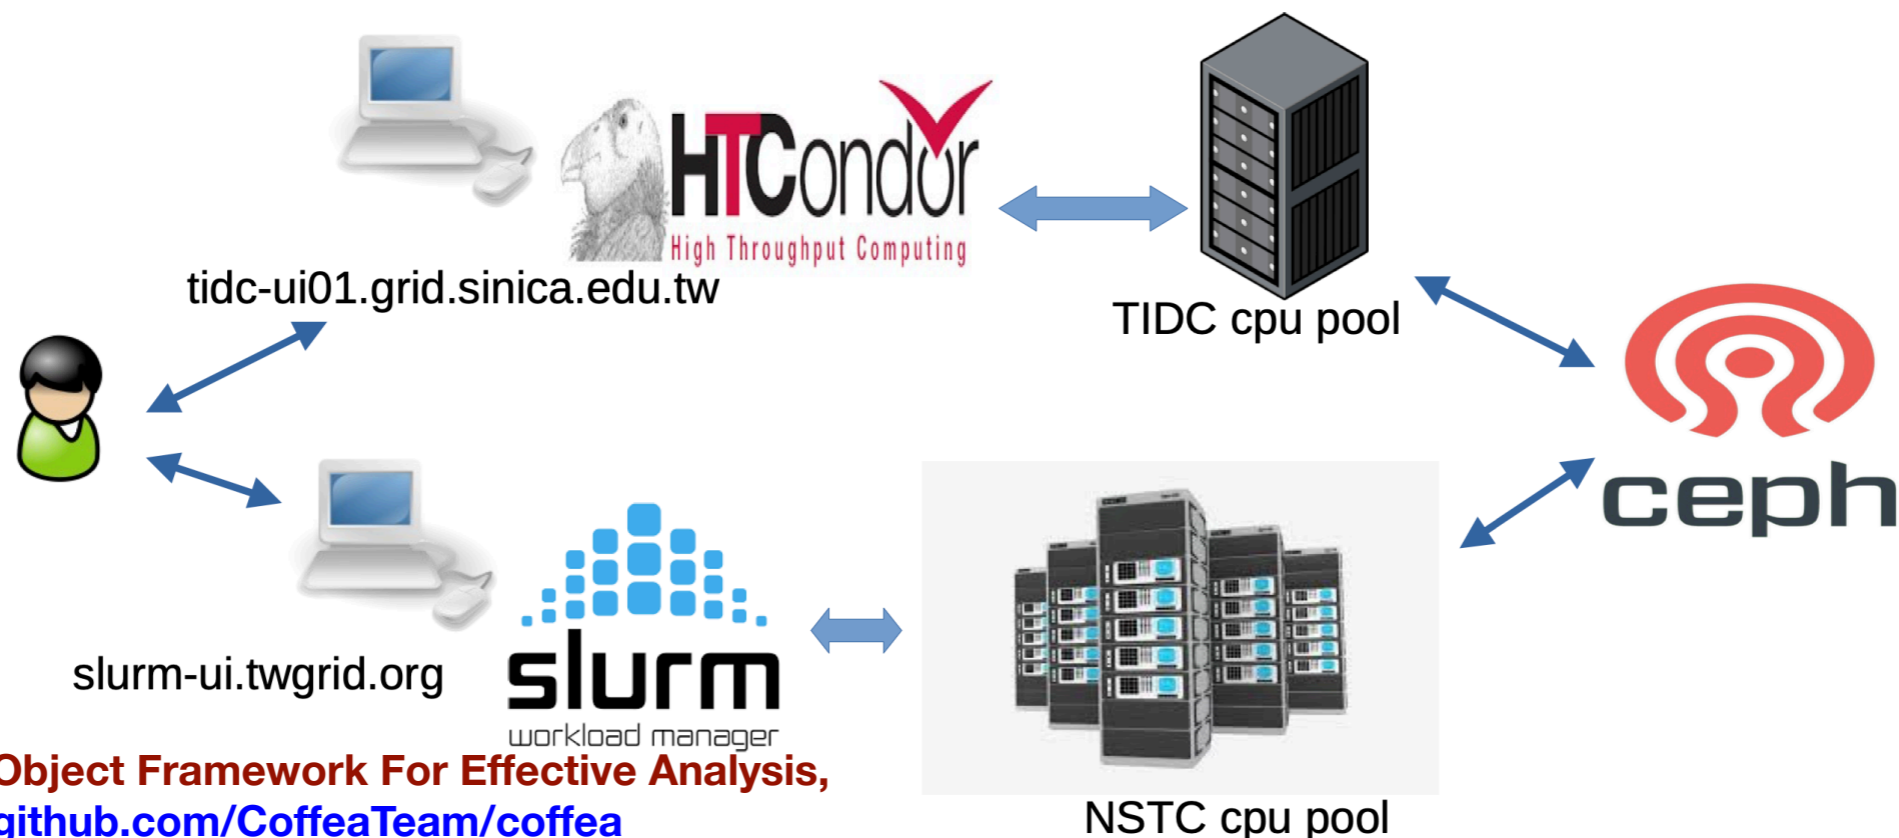 HTCondor
High Throughput Computing
tidc-ui01.grid.sinica.edu.tw
TIDC cpu pool
ceph
slurm-ui.twgrid.org
slurm
workload manager
Object Framework For Effective Analysis,
github.com/CoffeaTeam/coffea
NSTC cpu pool